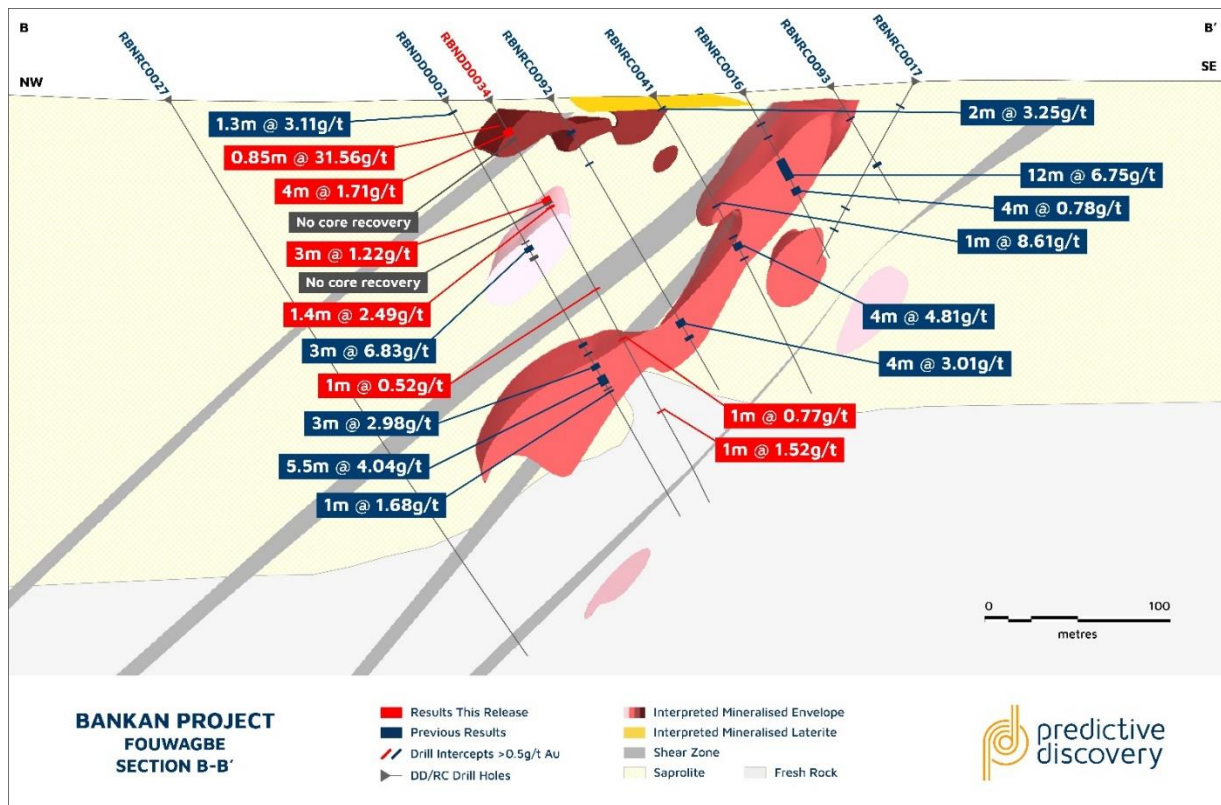 B
B'
NW
SE
RBNRC0027
RBNDD0002
RBNDD0034
RBNRC0092
RBNRC0041
RBNRC0016
RBNRC0093
RBNRC0017
1.3m @ 3.11g/t
0.85m @ 31.56g/t
4m @ 1.71g/t
No core recovery
3m @ 1.22g/t
No core recovery
1.4m @ 2.49g/t
3m @ 6.83g/t
1m @ 0.52g/t
3m @ 2.98g/t
5.5m @ 4.04g/t
1m @ 1.68g/t
2m @ 3.25g/t
12m @ 6.75g/t
4m @ 0.78g/t
1m @ 8.61g/t
4m @ 4.81g/t
4m @ 3.01g/t
1m @ 0.77g/t
1m @ 1.52g/t
0 100
metres
BANKAN PROJECT
FOUWAGBE
SECTION B-B'
Results This Release
Previous Results
Drill Intercepts >0.5g/t Au
DD/RC Drill Holes
Interpreted Mineralised Envelope
Interpreted Mineralised Laterite
Shear Zone
Saprolite
Fresh Rock
predictive
discovery